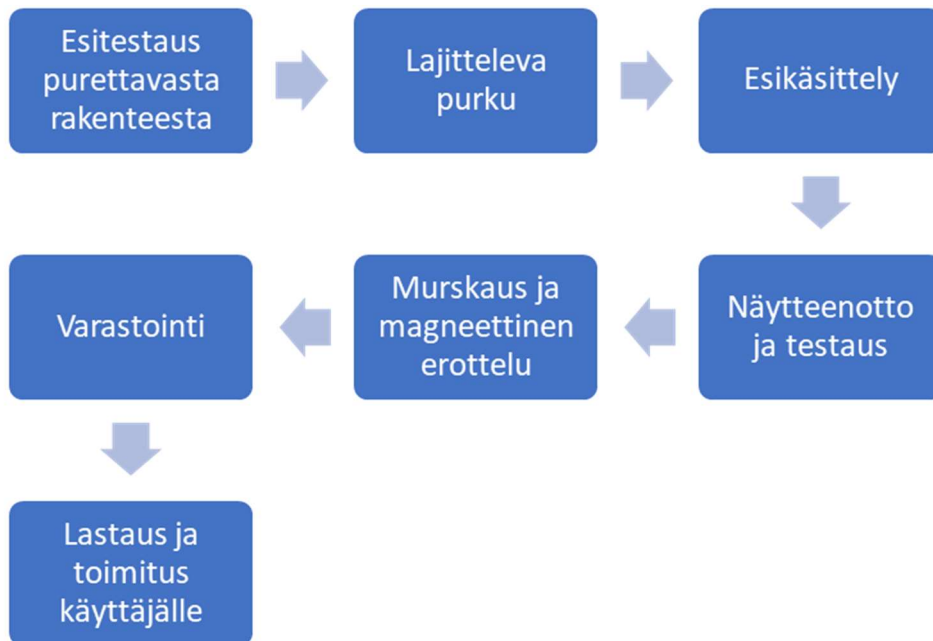 Esitestaus
purettavasta
rakenteesta
Lajitteleva
purku
Esikäsittely
Näytteenotto
ja testaus
Murskaus ja
magneettinen
erottelu
Varastointi
Lastaus ja
toimitus
käyttäjälle